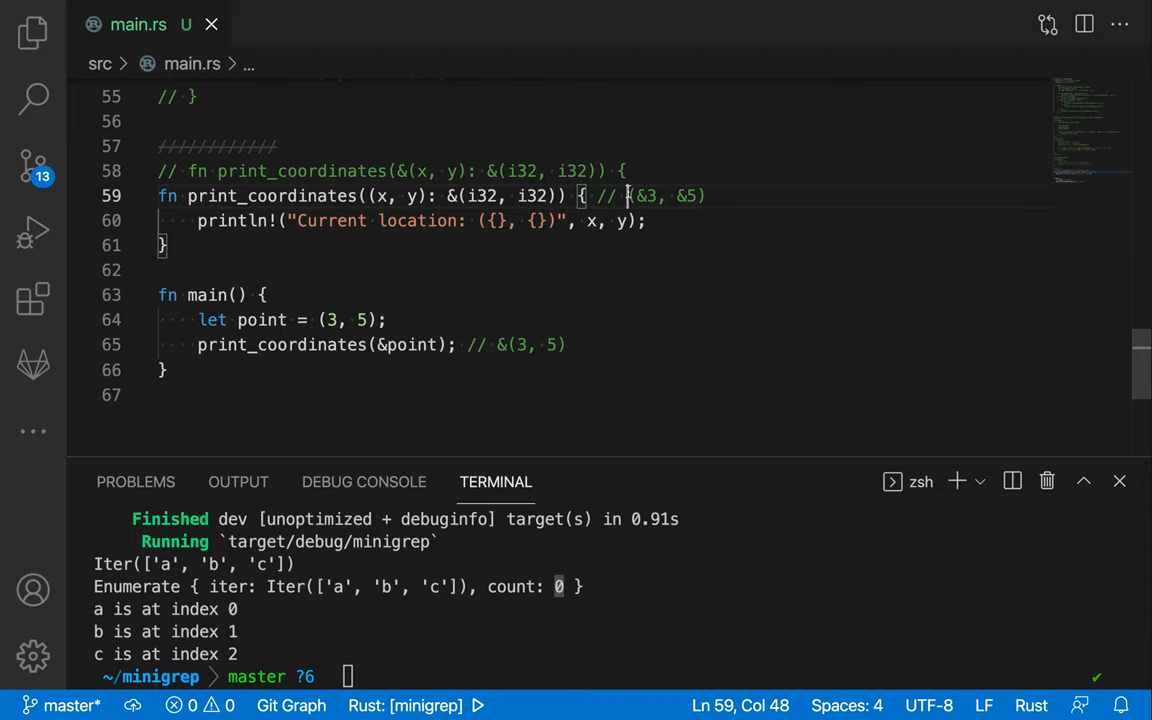 main.rs U
src > main.rs > ...
55 // }
56
57 ////////////
58 // fn print_coordinates(&(x, y): &(i32, i32)) {
59 fn print_coordinates((x, y): &(i32, i32)) { // (&3, &5)
60 println!("Current location: ({}, {})", x, y);
61 }
62
63 fn main() {
64 let point = (3, 5);
65 print_coordinates(&point); // &(3, 5)
66 }
67
13
PROBLEMS OUTPUT DEBUG CONSOLE TERMINAL zsh
Finished dev [unoptimized + debuginfo] target(s) in 0.91s
Running `target/debug/minigrep`
Iter(['a', 'b', 'c'])
Enumerate { iter: Iter(['a', 'b', 'c']), count: 0 }
a is at index 0
b is at index 1
c is at index 2
~/minigrep > master ?6
master* 0 0 Git Graph Rust: [minigrep] Ln 59, Col 48 Spaces: 4 UTF-8 LF Rust